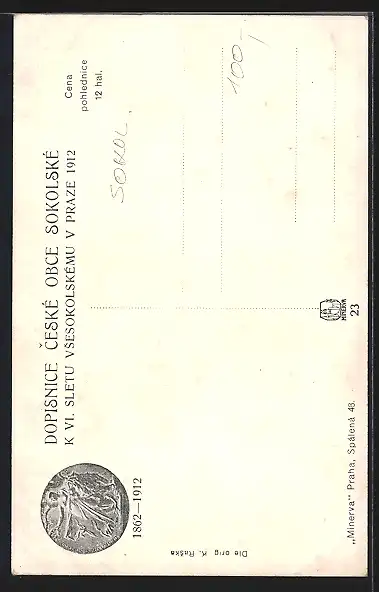 DOPISNICE ČESKÉ OBCE SOKOLSKÉ
K VI. SLETU VŠESOKOLSKÉMU V PRAZE 1912
Cena
pohlednice
12 hal.
1862—1912
SOKOL.
100,-
Dle orig. K. Raška
MINERVA
23
„Minerva" Praha, Spálená 48.